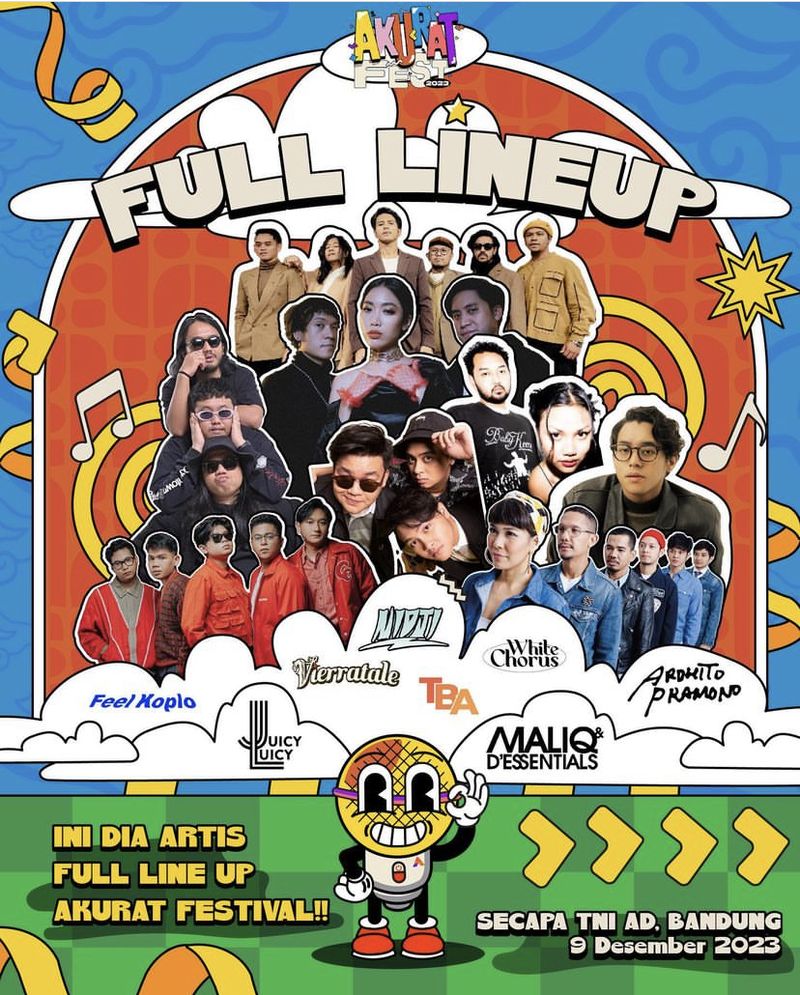 AKURAT
FEST
2023
FULL LINEUP
NIDJI
Vierratale
White
Chorus
TBA
ARDHITO
PRAMONO
Feel Koplo
JUICY
LUICY
MALIQ &
D'ESSENTIALS
INI DIA ARTIS
FULL LINE UP
AKURAT FESTIVAL!!
SECAPA TNI AD, BANDUNG
9 Desember 2023